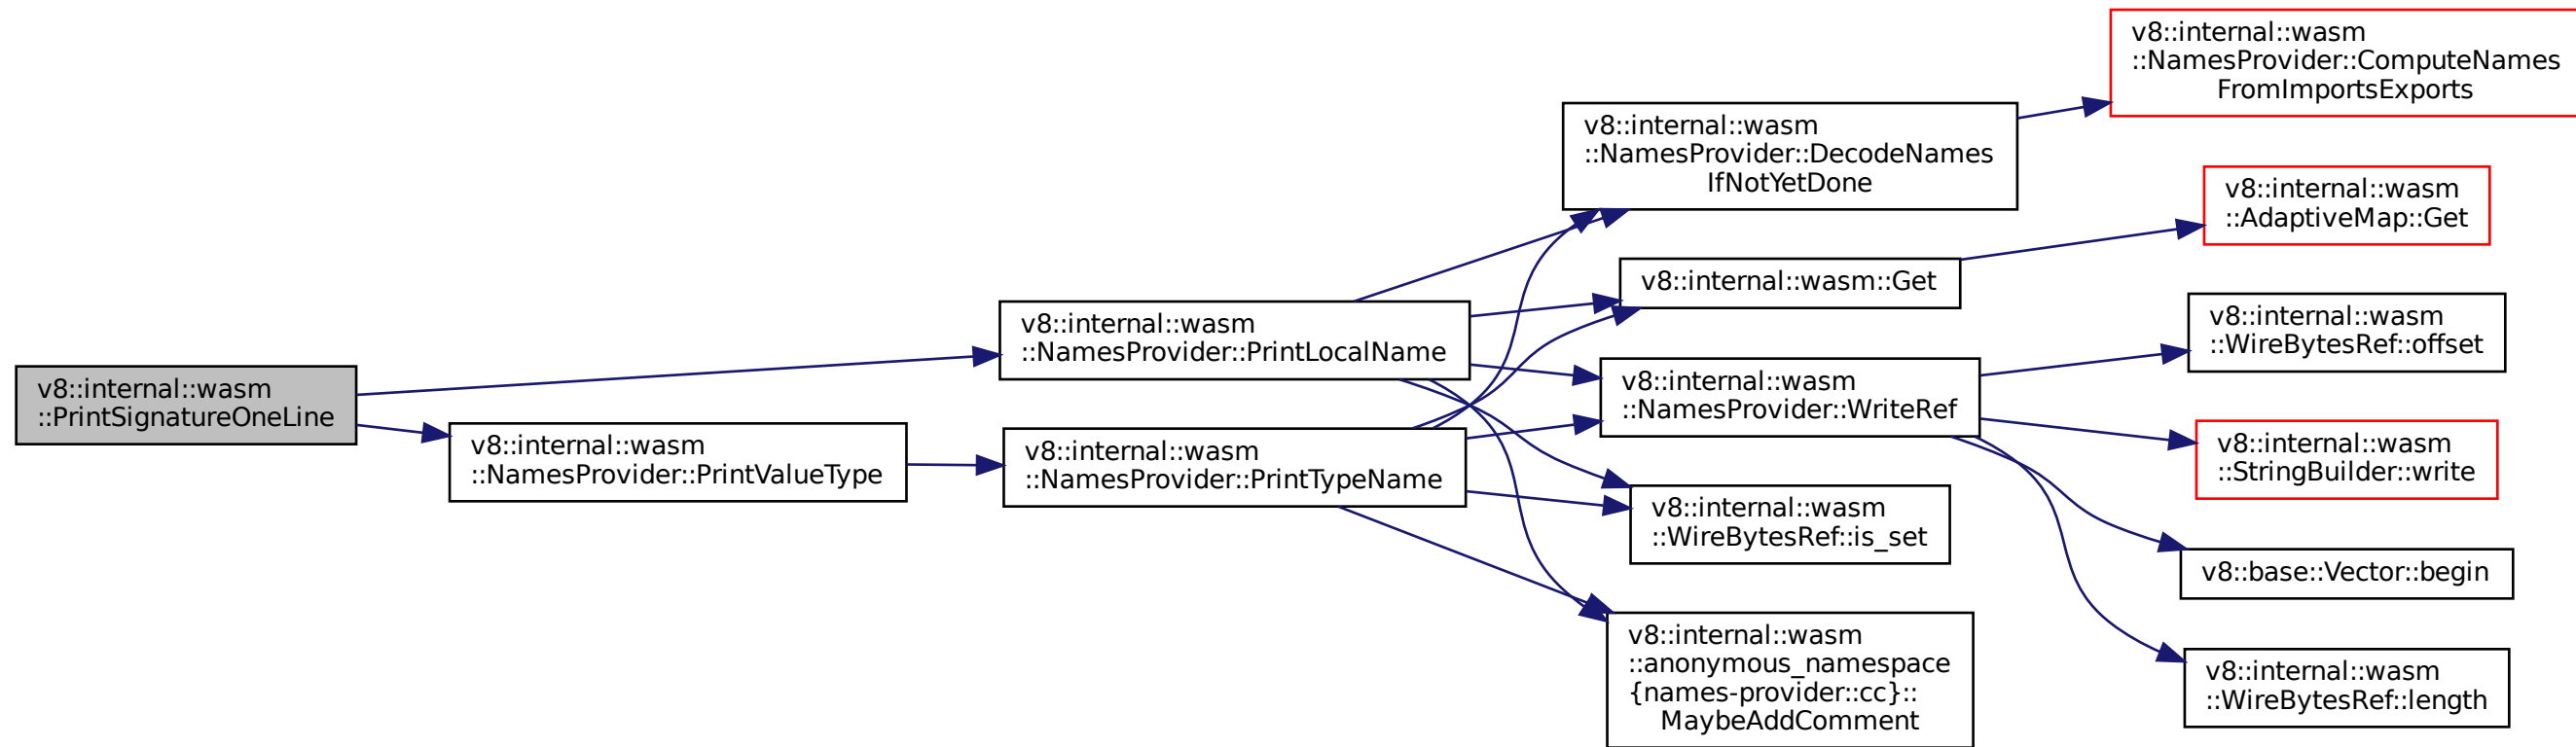 v8::internal::wasm
::PrintSignatureOneLine
v8::internal::wasm
::NamesProvider::PrintLocalName
v8::internal::wasm
::NamesProvider::PrintValueType
v8::internal::wasm
::NamesProvider::PrintTypeName
v8::internal::wasm
::NamesProvider::DecodeNames
IfNotYetDone
v8::internal::wasm::Get
v8::internal::wasm
::NamesProvider::WriteRef
v8::internal::wasm
::WireBytesRef::is_set
v8::internal::wasm
::anonymous_namespace
{names-provider::cc}::
MaybeAddComment
v8::internal::wasm
::NamesProvider::ComputeNames
FromImportsExports
v8::internal::wasm
::AdaptiveMap::Get
v8::internal::wasm
::WireBytesRef::offset
v8::internal::wasm
::StringBuilder::write
v8::base::Vector::begin
v8::internal::wasm
::WireBytesRef::length